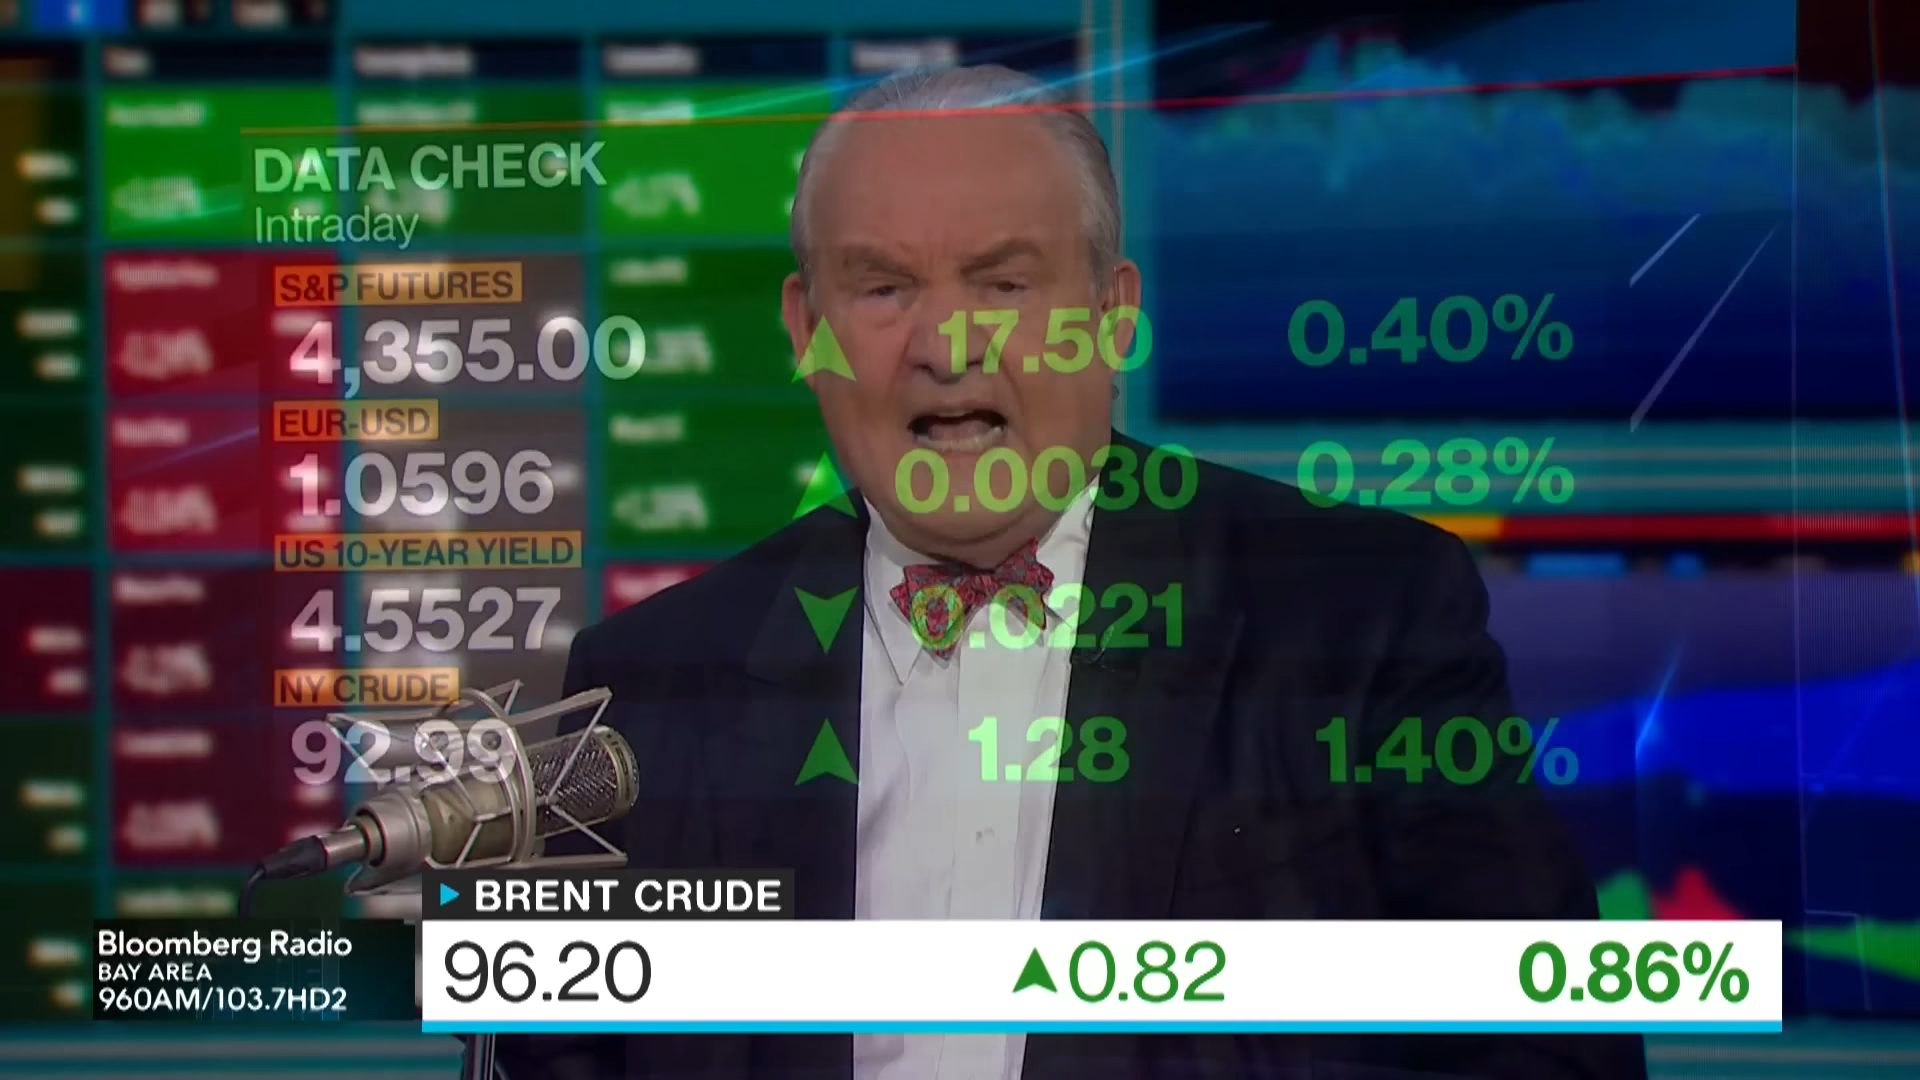 DATA CHECK
Intraday
S&P FUTURES
4,355.00 ▲ 17.50 0.40%
EUR-USD
1.0596 ▲ 0.0030 0.28%
US 10-YEAR YIELD
4.5527 ▼ 0.0221
NY CRUDE
92.99 ▲ 1.28 1.40%
BRENT CRUDE
96.20 ▲ 0.82 0.86%
Bloomberg Radio
BAY AREA
960AM/103.7HD2